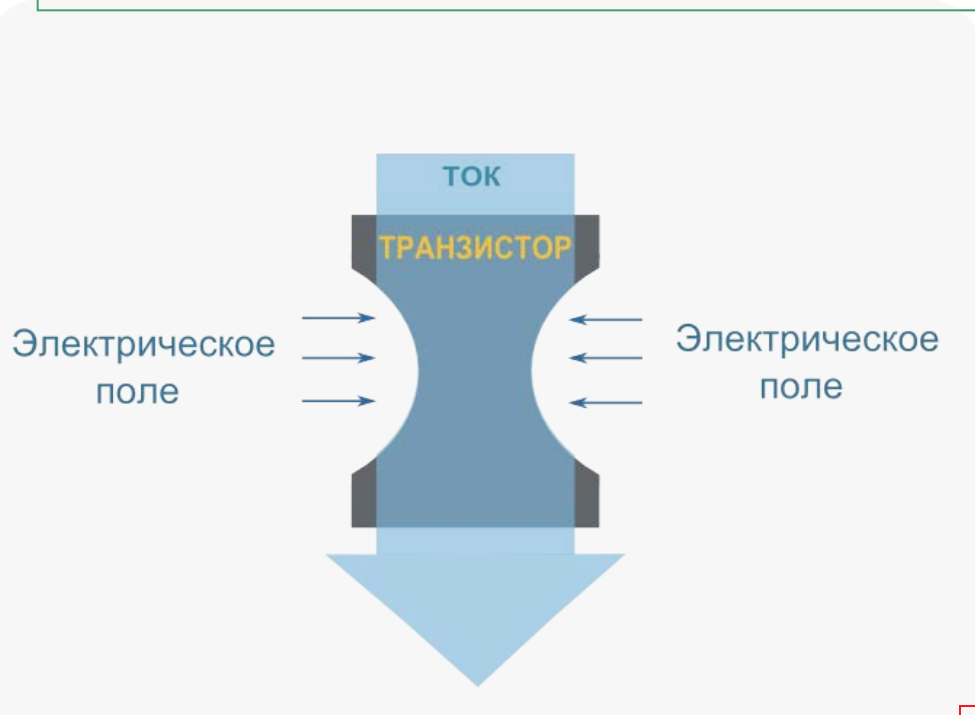 ТОК
ТРАНЗИСТОР
Электрическое
поле
Электрическое
поле